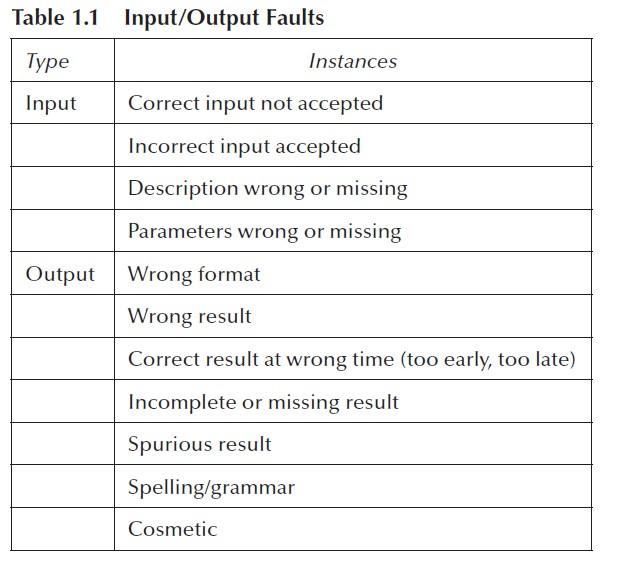 Table 1.1 Input/Output Faults
Type Instances
Input Correct input not accepted
Incorrect input accepted
Description wrong or missing
Parameters wrong or missing
Output Wrong format
Wrong result
Correct result at wrong time (too early, too late)
Incomplete or missing result
Spurious result
Spelling/grammar
Cosmetic